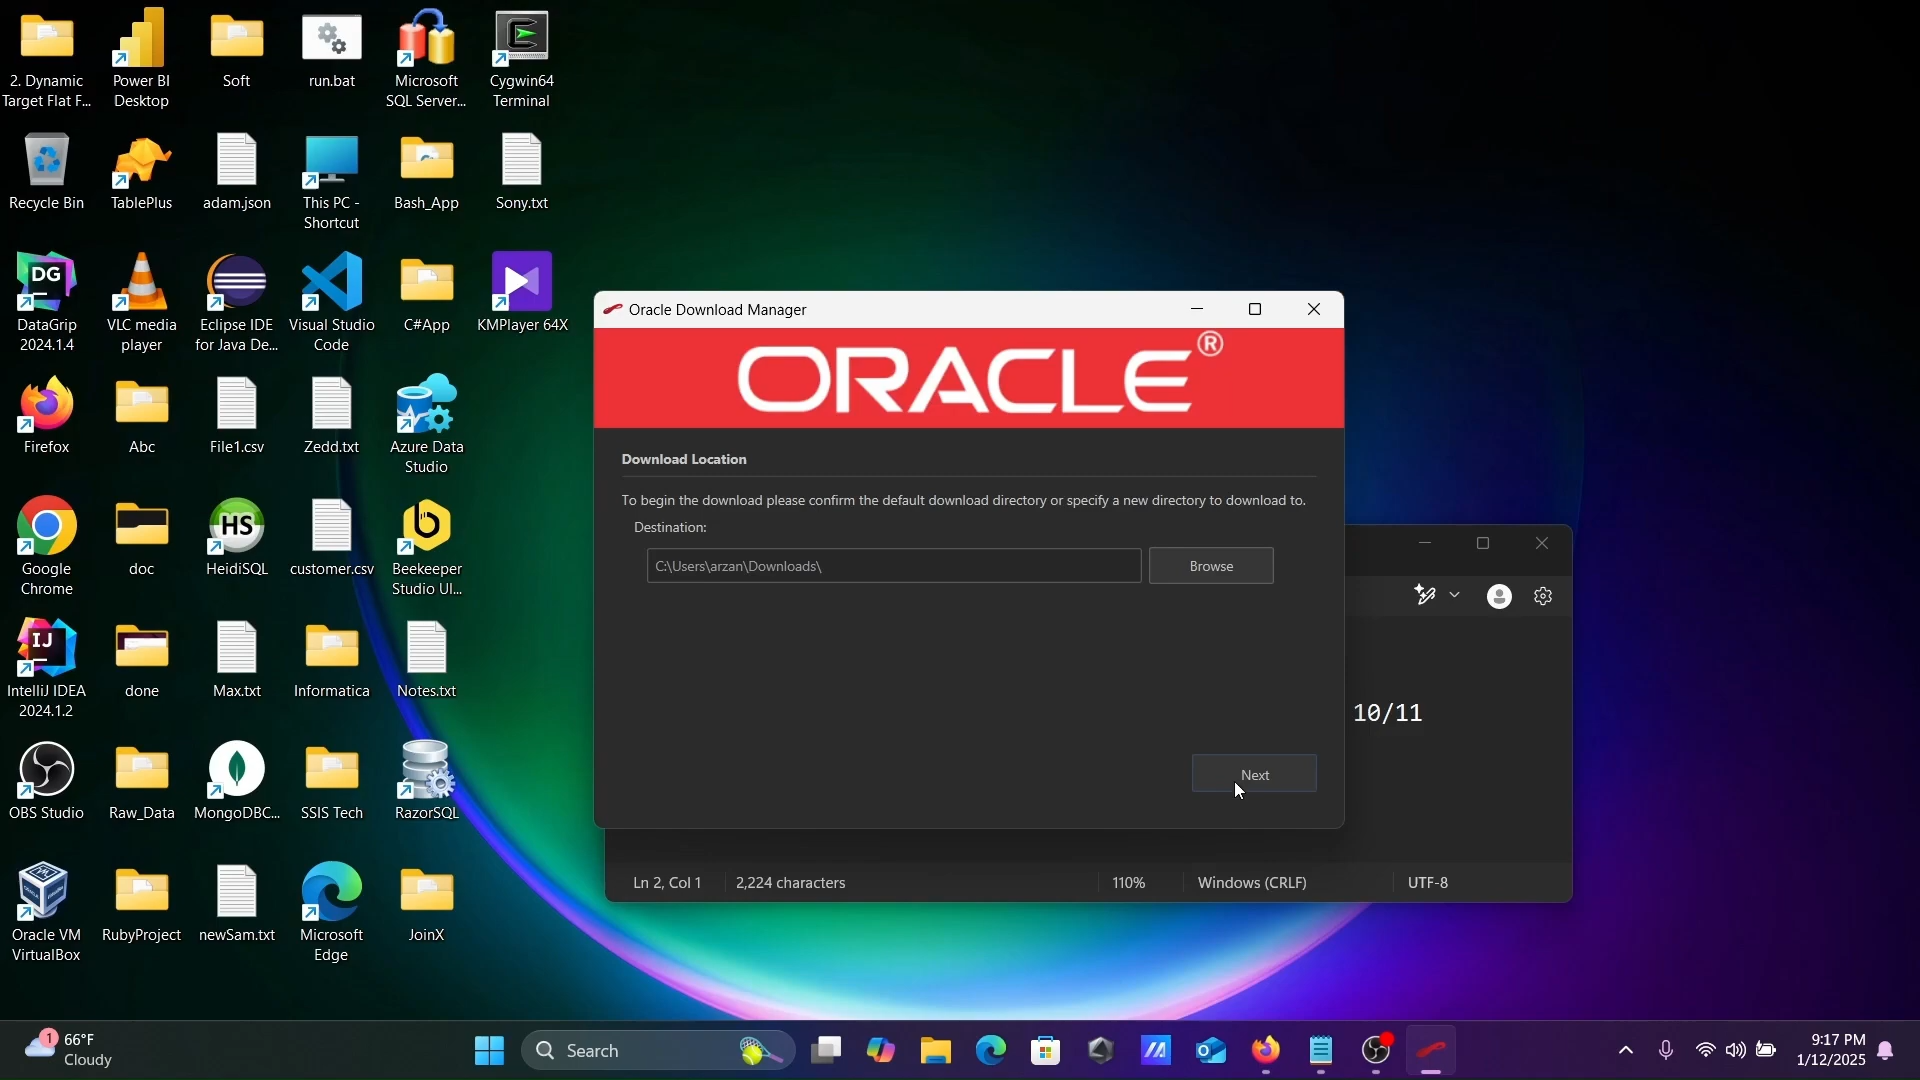 2. Dynamic
Target Flat F...
Power BI
Desktop
Soft
run.bat
Microsoft
SQL Server...
Cygwin64
Terminal
Recycle Bin
TablePlus
adam.json
This PC -
Shortcut
Bash_App
Sony.txt
DG
DataGrip
2024.1.4
VLC media
player
Eclipse IDE
for Java De...
Visual Studio
Code
C#App
KMPlayer 64X
Firefox
Abc
File1.csv
Zedd.txt
Azure Data
Studio
Google
Chrome
doc
HS
HeidiSQL
customer.csv
Beekeeper
Studio Ul...
IJ
IntelliJ IDEA
2024.1.2
done
Max.txt
Informatica
Notes.txt
OBS Studio
Raw_Data
MongoDBC...
SSIS Tech
RazorSQL
Oracle VM
VirtualBox
RubyProject
newSam.txt
Microsoft
Edge
JoinX
Oracle Download Manager
ORACLE®
Download Location
To begin the download please confirm the default download directory or specify a new directory to download to.
Destination:
C:\Users\arzan\Downloads\
Browse
Next
10/11
Ln 2, Col 1
2,224 characters
110%
Windows (CRLF)
UTF-8
1
66°F
Cloudy
Search
9:17 PM
1/12/2025